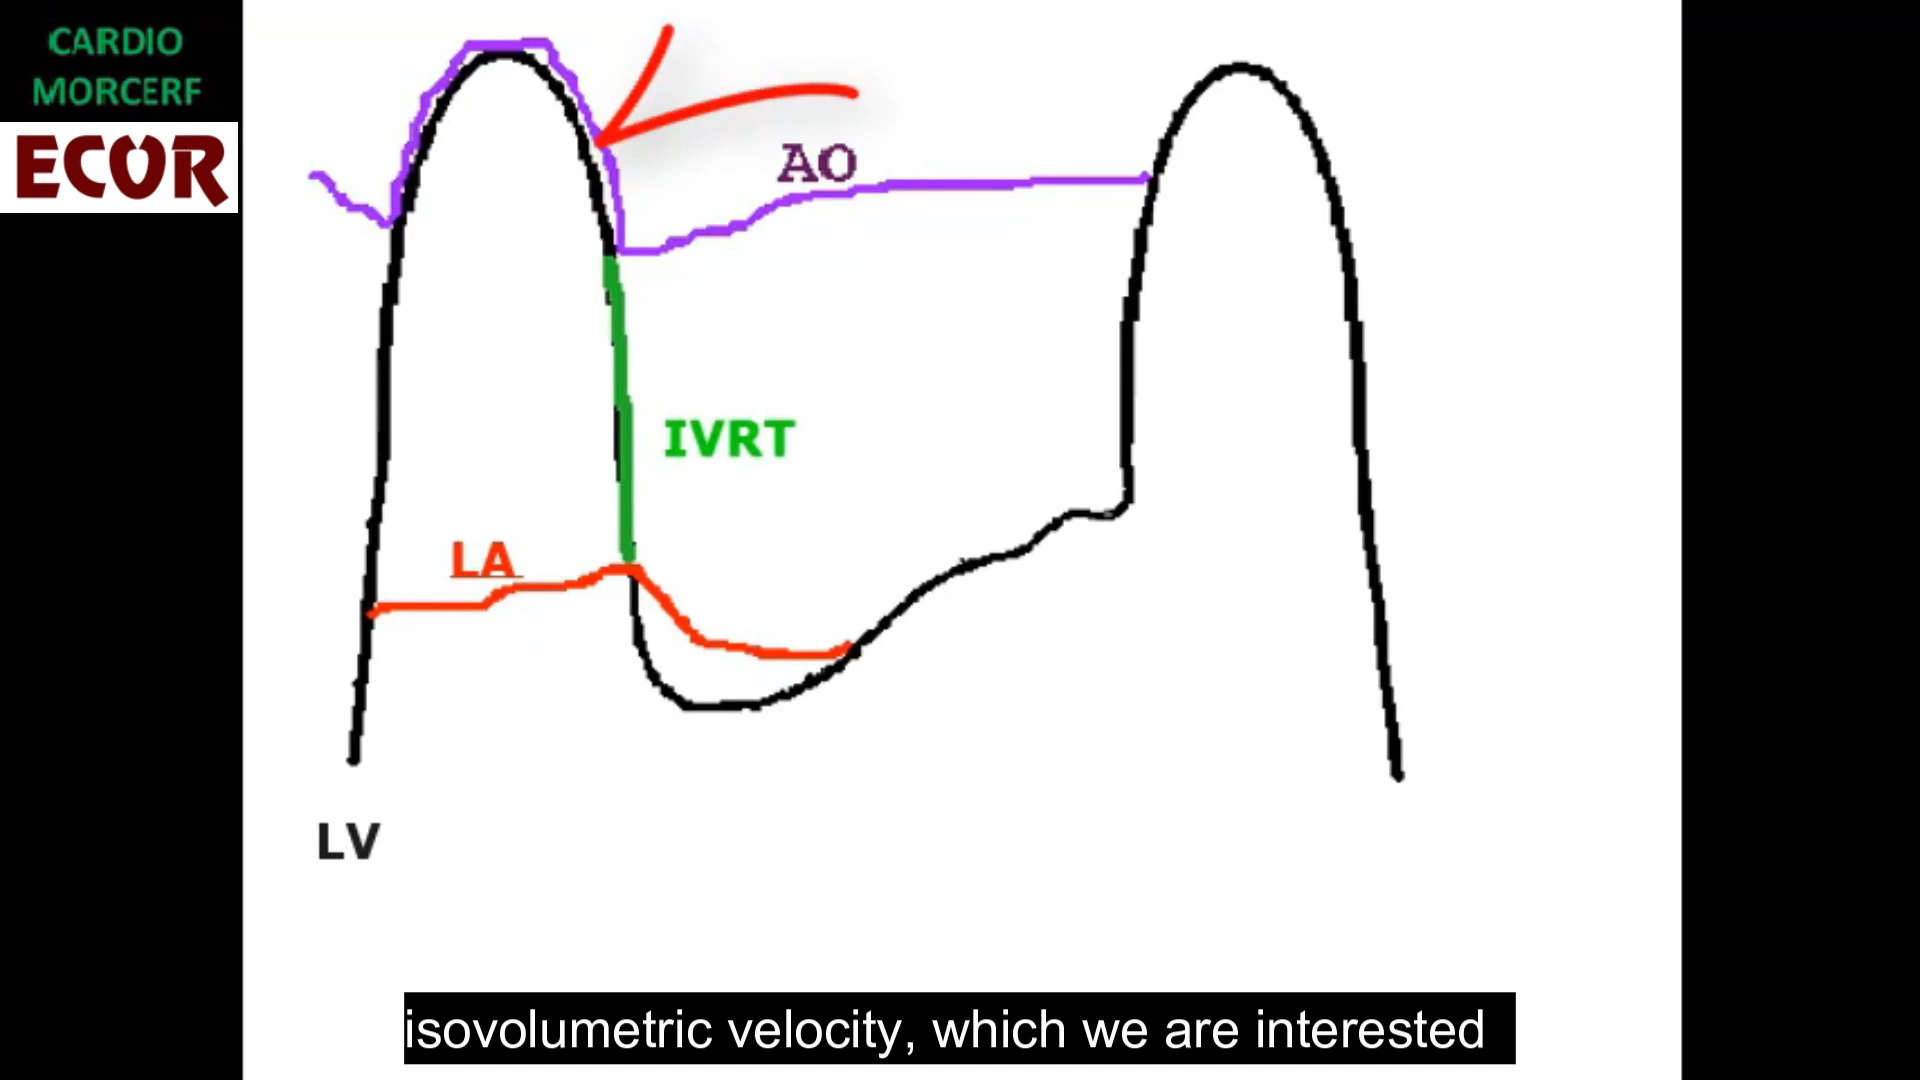 CARDIO
MORCERF
ECOR
AO
IVRT
LA
LV
isovolumetric velocity, which we are interested